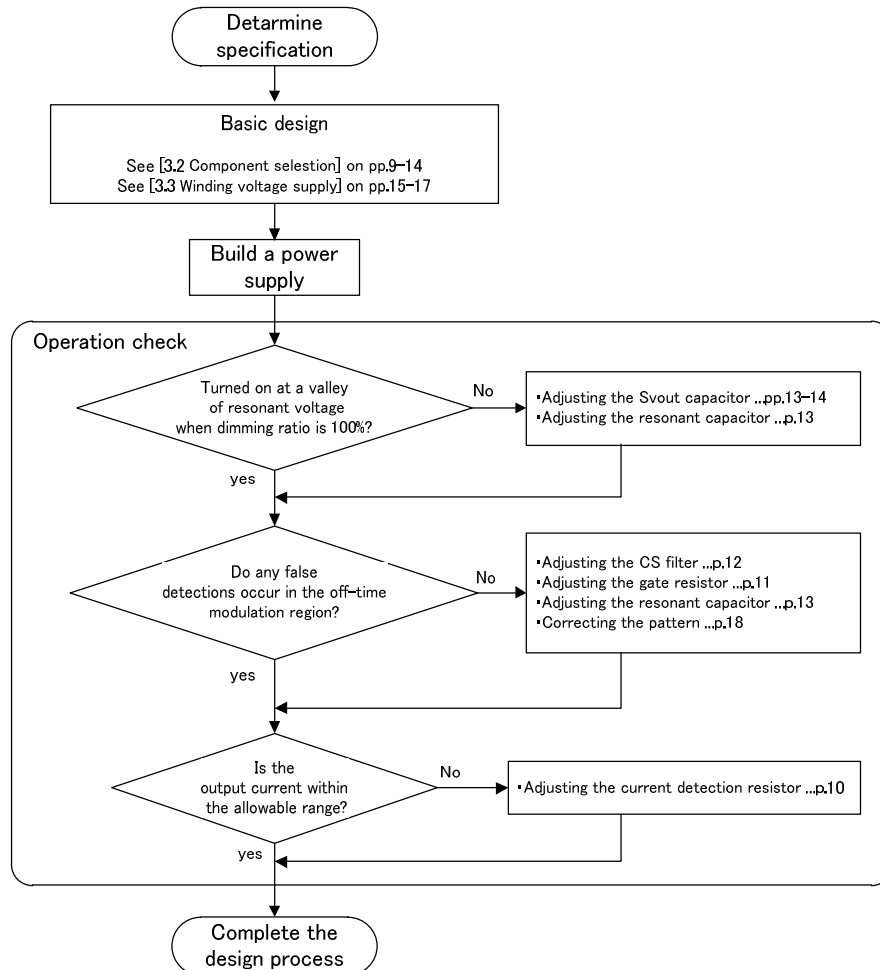 Detarmine
specification
Basic design
See [3.2 Component selestion] on pp.9-14
See [3.3 Winding voltage supply] on pp.15-17
Build a power
supply
Operation check
Turned on at a valley
of resonant voltage
when dimming ratio is 100%?
No
▪Adjusting the Svout capacitor ...pp.13-14
▪Adjusting the resonant capacitor ...p.13
yes
Do any false
detections occur in the off-time
modulation region?
No
▪Adjusting the CS filter ...p.12
▪Adjusting the gate resistor ...p.11
▪Adjusting the resonant capacitor ...p.13
▪Correcting the pattern ...p.18
yes
Is the
output current within
the allowable range?
No
▪Adjusting the current detection resistor ...p.10
yes
Complete the
design process